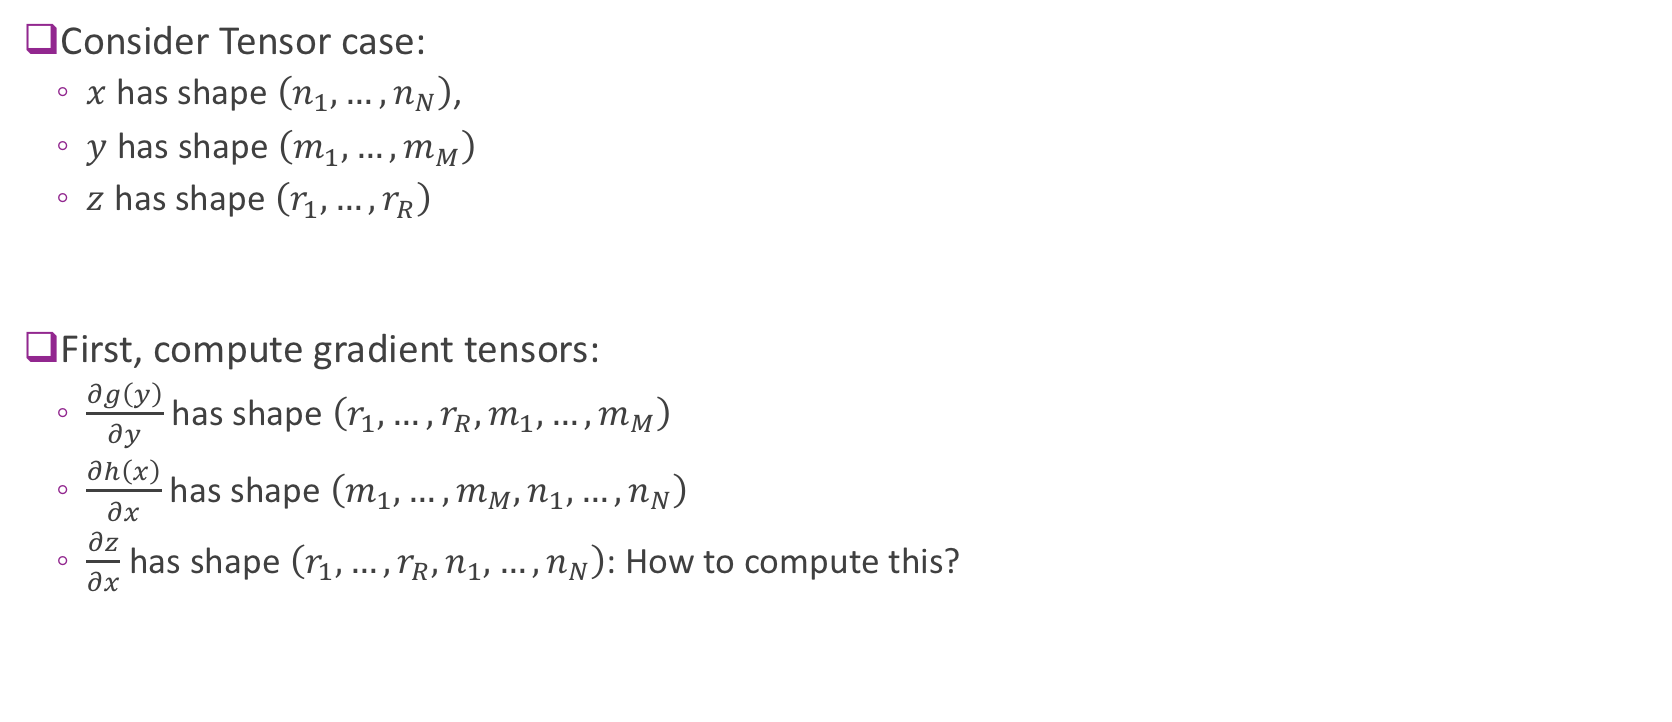 ❑Consider Tensor case:
◦ x has shape (n₁, … , n_N),
◦ y has shape (m₁, … , m_M)
◦ z has shape (r₁, … , r_R)
❑First, compute gradient tensors:
◦ ∂g(y)/∂y has shape (r₁, … , r_R, m₁, … , m_M)
◦ ∂h(x)/∂x has shape (m₁, … , m_M, n₁, … , n_N)
◦ ∂z/∂x has shape (r₁, … , r_R, n₁, … , n_N): How to compute this?